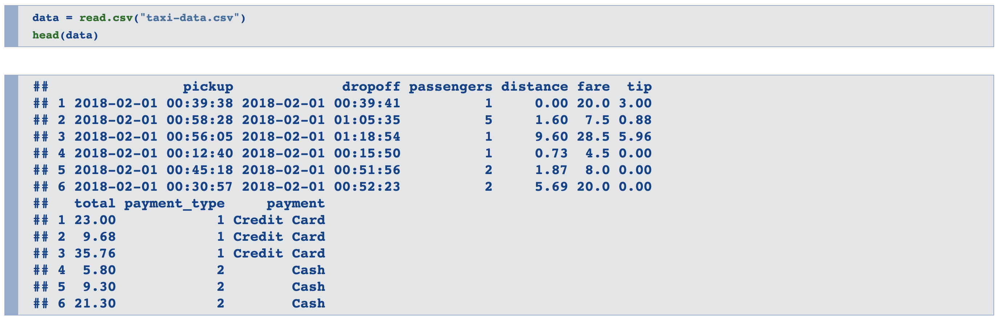 data = read.csv("taxi-data.csv")
head(data)
##                pickup             dropoff passengers distance fare  tip
## 1 2018-02-01 00:39:38 2018-02-01 00:39:41          1     0.00 20.0 3.00
## 2 2018-02-01 00:58:28 2018-02-01 01:05:35          5     1.60  7.5 0.88
## 3 2018-02-01 00:56:05 2018-02-01 01:18:54          1     9.60 28.5 5.96
## 4 2018-02-01 00:12:40 2018-02-01 00:15:50          1     0.73  4.5 0.00
## 5 2018-02-01 00:45:18 2018-02-01 00:51:56          2     1.87  8.0 0.00
## 6 2018-02-01 00:30:57 2018-02-01 00:52:23          2     5.69 20.0 0.00
##   total payment_type     payment
## 1 23.00            1 Credit Card
## 2  9.68            1 Credit Card
## 3 35.76            1 Credit Card
## 4  5.80            2        Cash
## 5  9.30            2        Cash
## 6 21.30            2        Cash